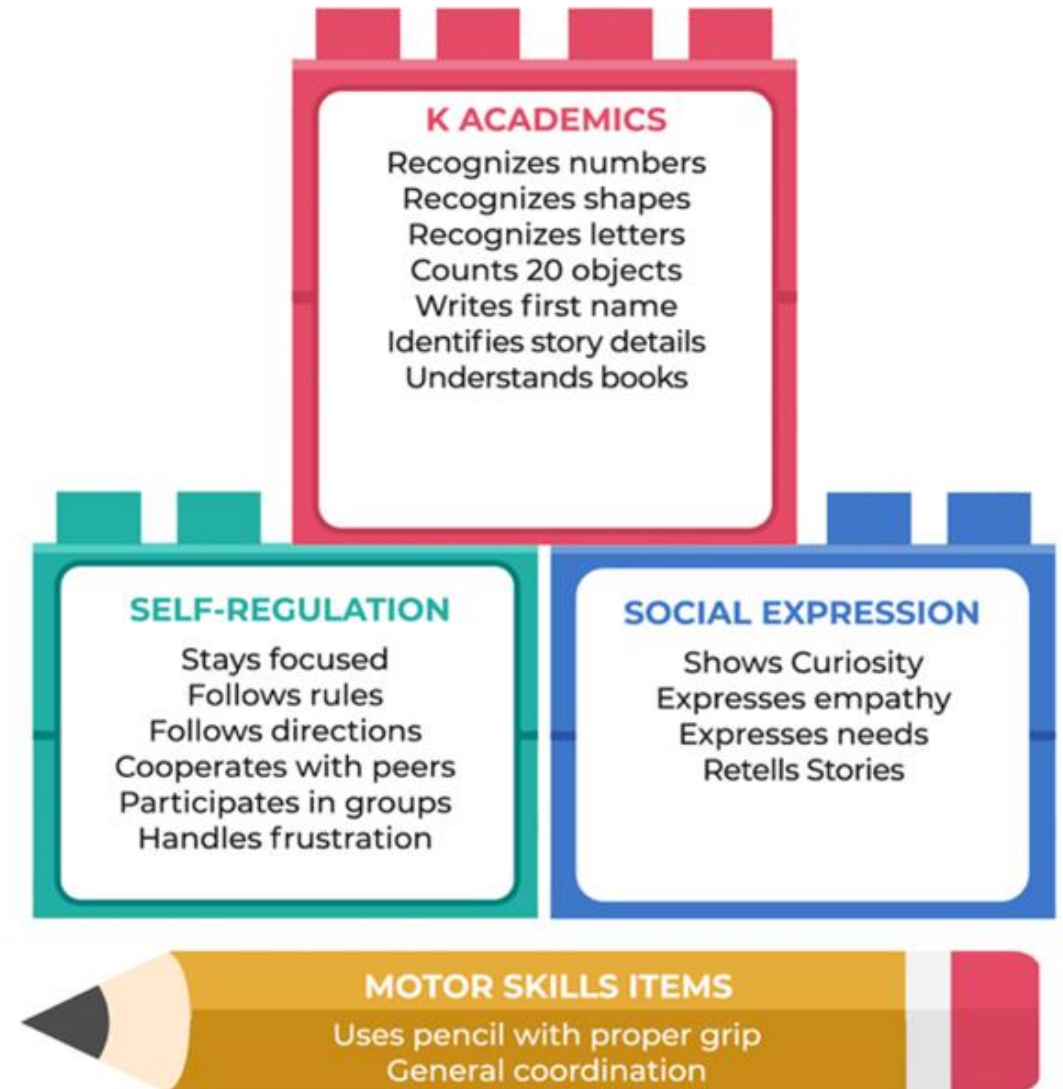 K ACADEMICS
Recognizes numbers
Recognizes shapes
Recognizes letters
Counts 20 objects
Writes first name
Identifies story details
Understands books
SELF-REGULATION
Stays focused
Follows rules
Follows directions
Cooperates with peers
Participates in groups
Handles frustration
SOCIAL EXPRESSION
Shows Curiosity
Expresses empathy
Expresses needs
Retells Stories
MOTOR SKILLS ITEMS
Uses pencil with proper grip
General coordination